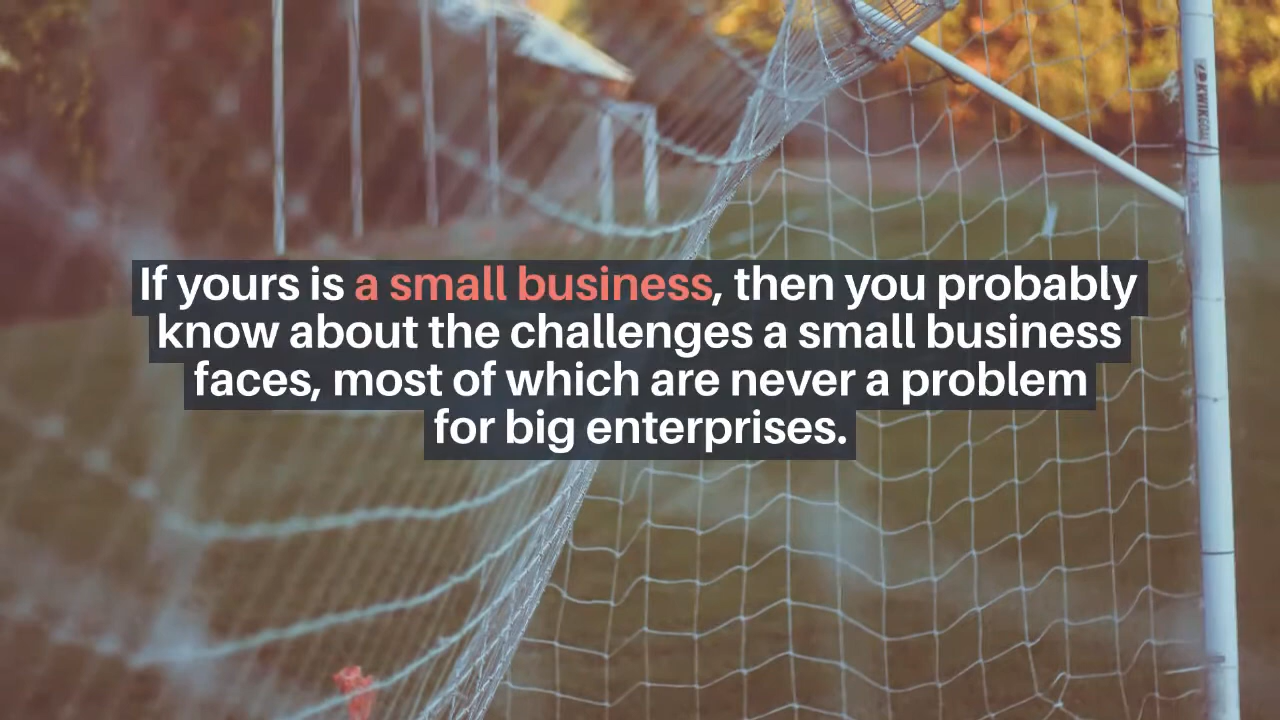 If yours is a small business, then you probably
know about the challenges a small business
faces, most of which are never a problem
for big enterprises.
KWIKGOAL